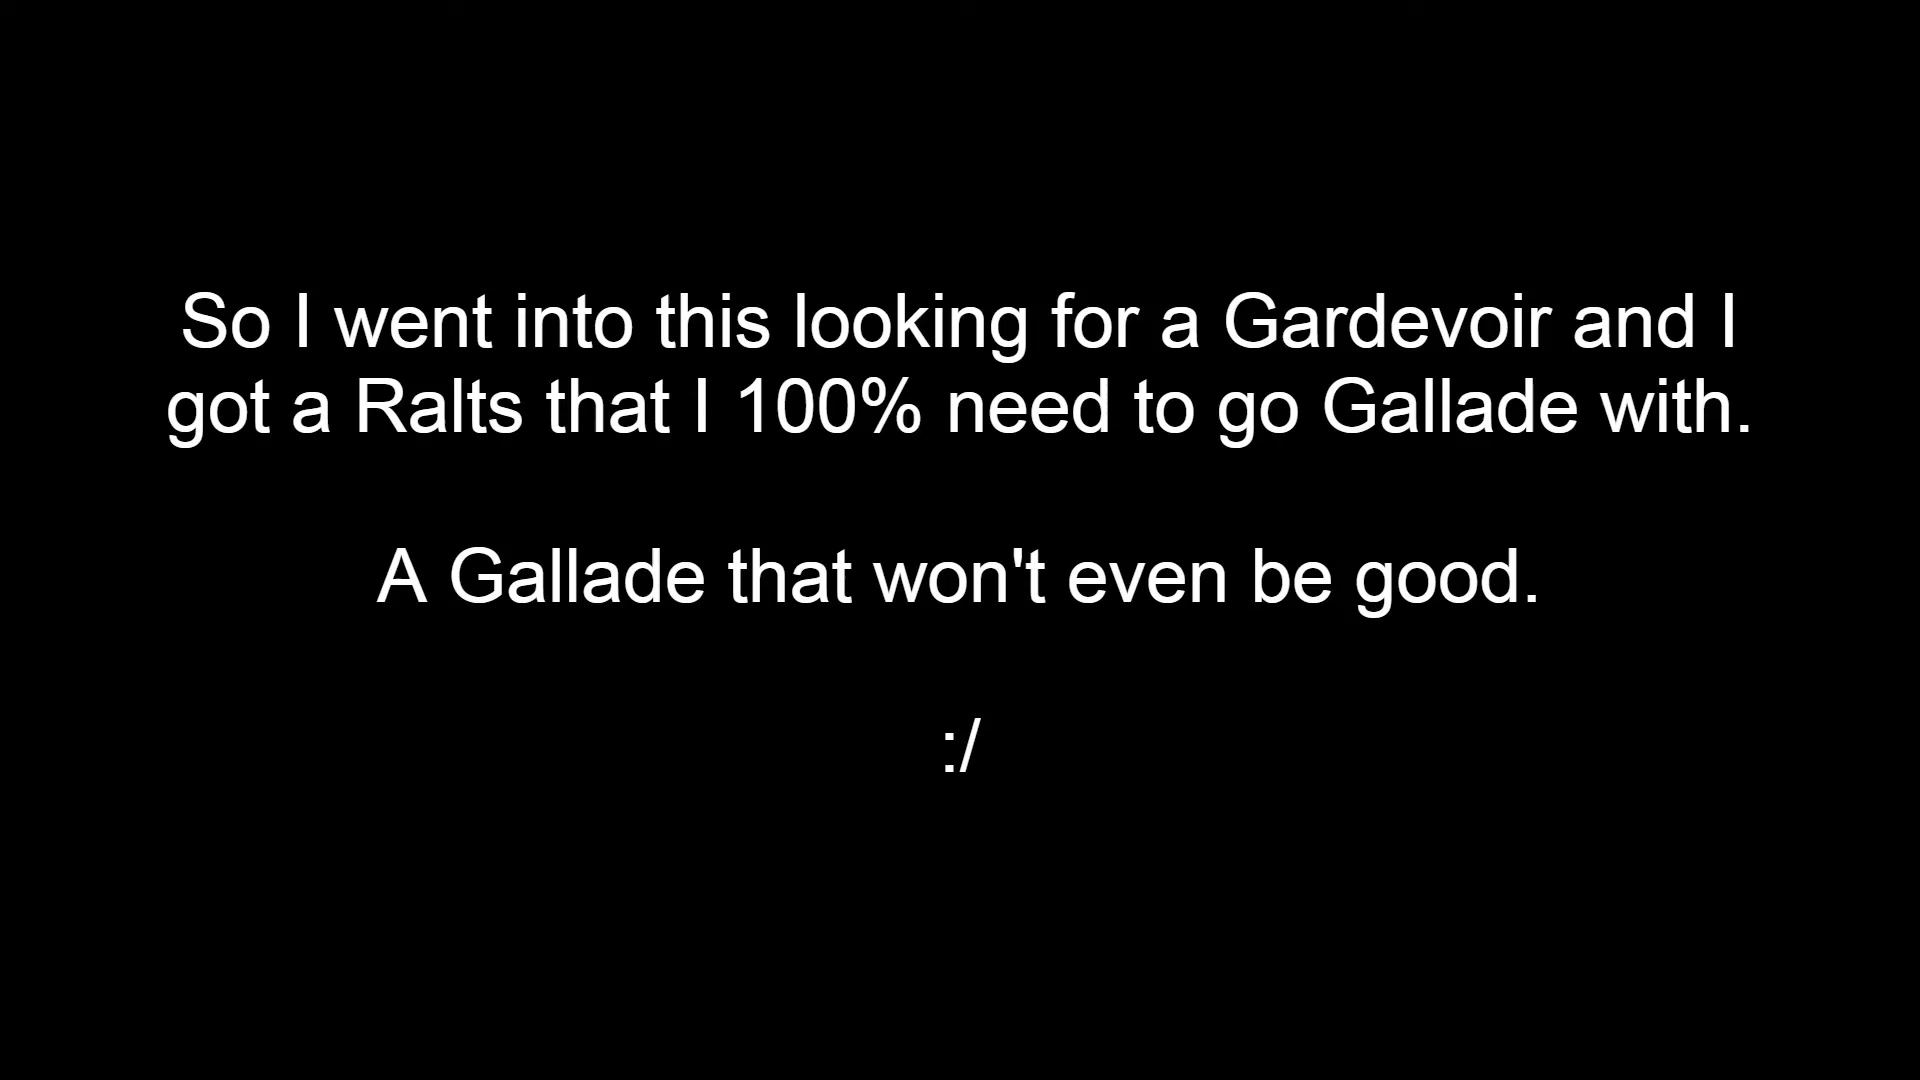 So I went into this looking for a Gardevoir and I
got a Ralts that I 100% need to go Gallade with.
A Gallade that won't even be good.
:/